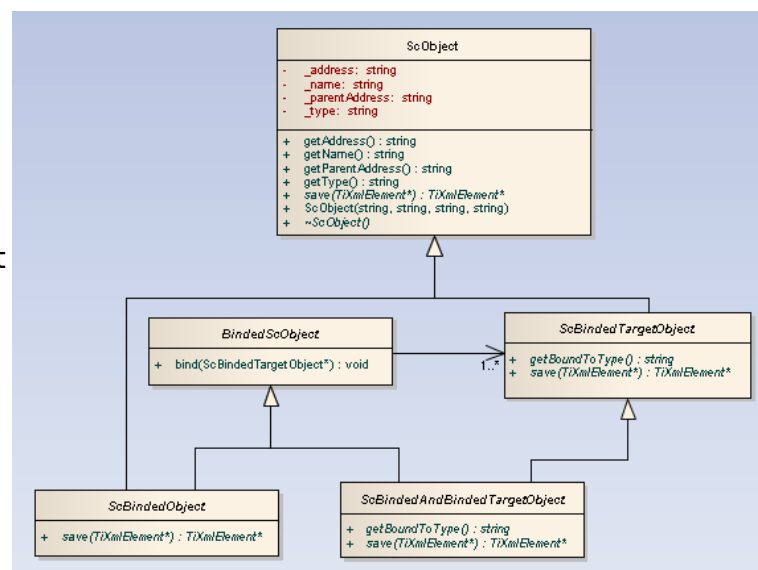 ScObject
- _address: string
- _name: string
- _parentAddress: string
- _type: string
+ getAddress() : string
+ getName() : string
+ getParentAddress() : string
+ getType() : string
+ save(TiXmlElement*) : TiXmlElement*
+ ScObject(string, string, string, string)
+ ~ScObject()
t
BindedScObject
+ bind(ScBindedTargetObject*) : void
1..*
ScBindedTargetObject
+ getBoundToType() : string
+ save(TiXmlElement*) : TiXmlElement*
ScBindedObject
+ save(TiXmlElement*) : TiXmlElement*
ScBindedAndBindedTargetObject
+ getBoundToType() : string
+ save(TiXmlElement*) : TiXmlElement*